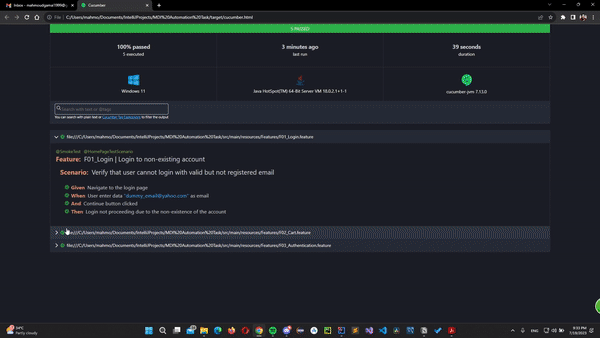 Inbox - mahmoudgamal1999@
Cucumber
File
C:/Users/mahmo/Documents/IntelliJ/Projects/MDI%20Automation%20Task/target/cucumber.html
5 PASSED
100% passed
5 executed
3 minutes ago
last run
39 seconds
duration
Windows 11
Java HotSpot(TM) 64-Bit Server VM 18.0.2.1+1-1
cucumber-jvm 7.13.0
Search with text or @tags
You can search with plain text or Cucumber Tag Expressions to filter the output
file:///C:/Users/mahmo/Documents/IntelliJ/Projects/MDI%20Automation%20Task/src/main/resources/Features/F01_Login.feature
@SmokeTest @HomePageTestScenario
Feature: F01_Login | Login to non-existing account
Scenario: Verify that user cannot login with valid but not registered email
Given Navigate to the login page
When User enter data "dummy_email@yahoo.com" as email
And Continue button clicked
Then Login not proceeding due to the non-existence of the account
file:///C:/Users/mahmo/Documents/IntelliJ/Projects/MDI%20Automation%20Task/src/main/resources/Features/F02_Cart.feature
file:///C:/Users/mahmo/Documents/IntelliJ/Projects/MDI%20Automation%20Task/src/main/resources/Features/F03_Authentication.feature
34°C
Partly cloudy
9:33 PM
7/23/2023